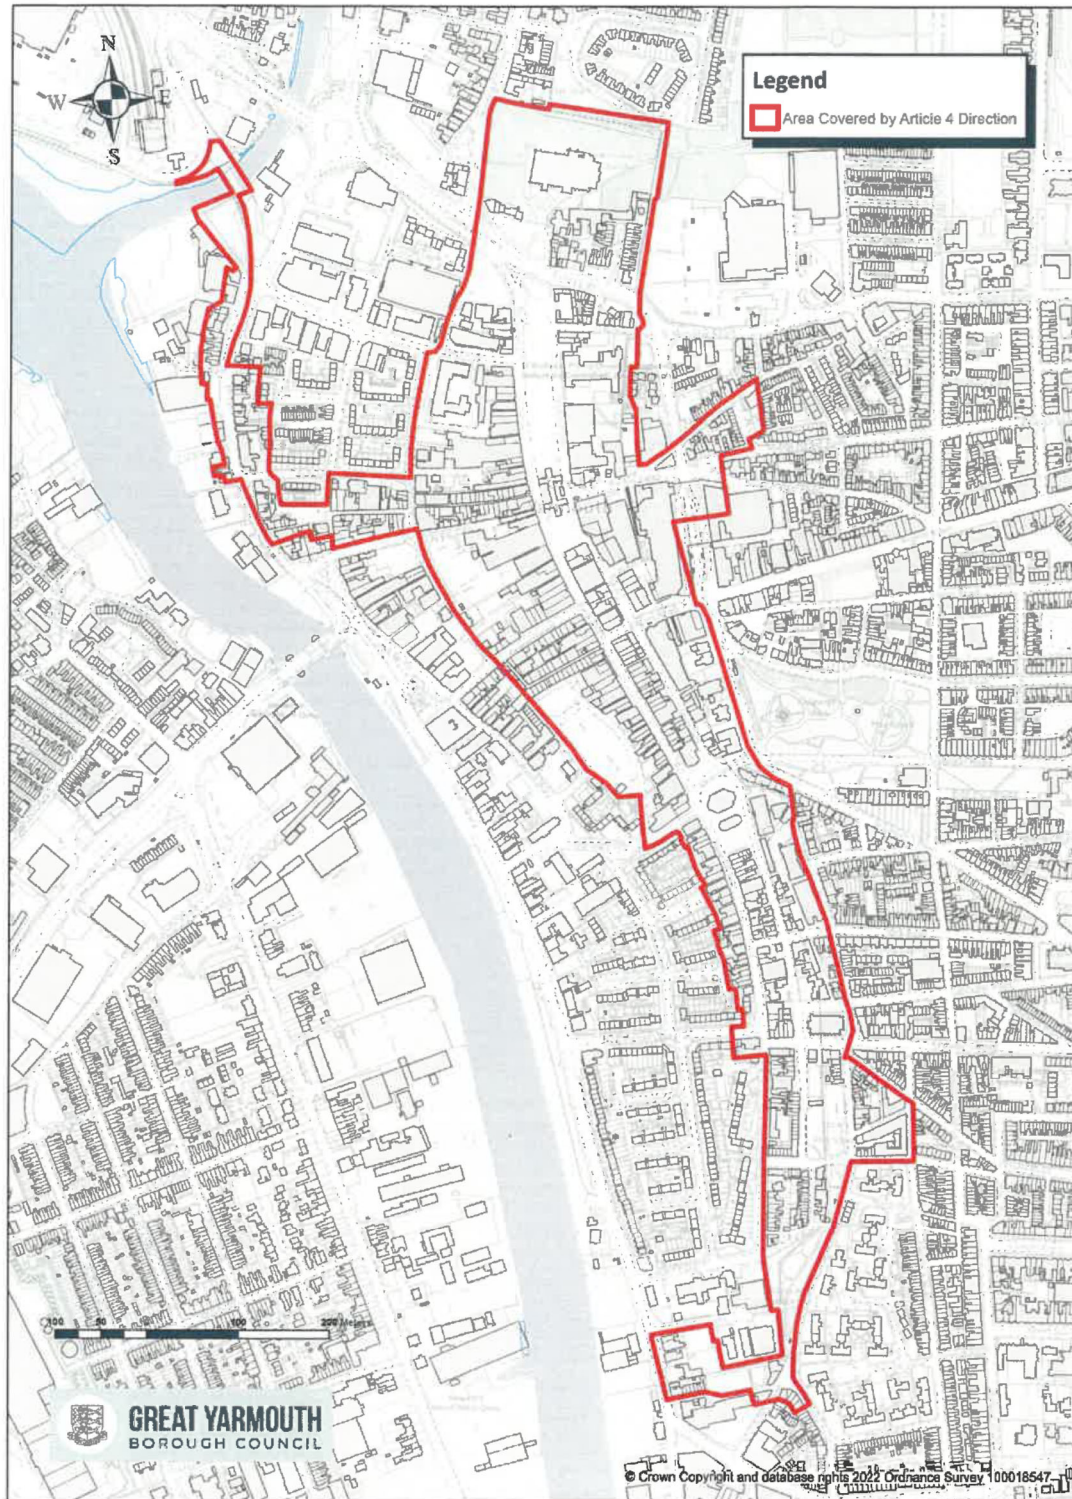 N
W E
S
Legend
Area Covered by Article 4 Direction
100 50 0 100 200 Meters
GREAT YARMOUTH
BOROUGH COUNCIL
© Crown Copyright and database rights 2022 Ordnance Survey 100018547